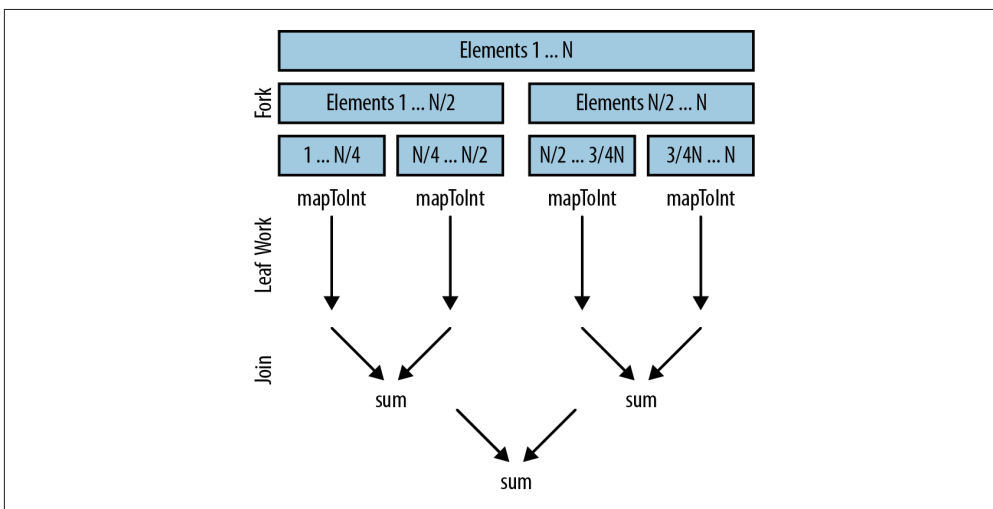 Elements 1 ... N
Fork
Elements 1 ... N/2
Elements N/2 ... N
1 ... N/4
N/4 ... N/2
N/2 ... 3/4N
3/4N ... N
mapToInt
mapToInt
mapToInt
mapToInt
Leaf Work
Join
sum
sum
sum